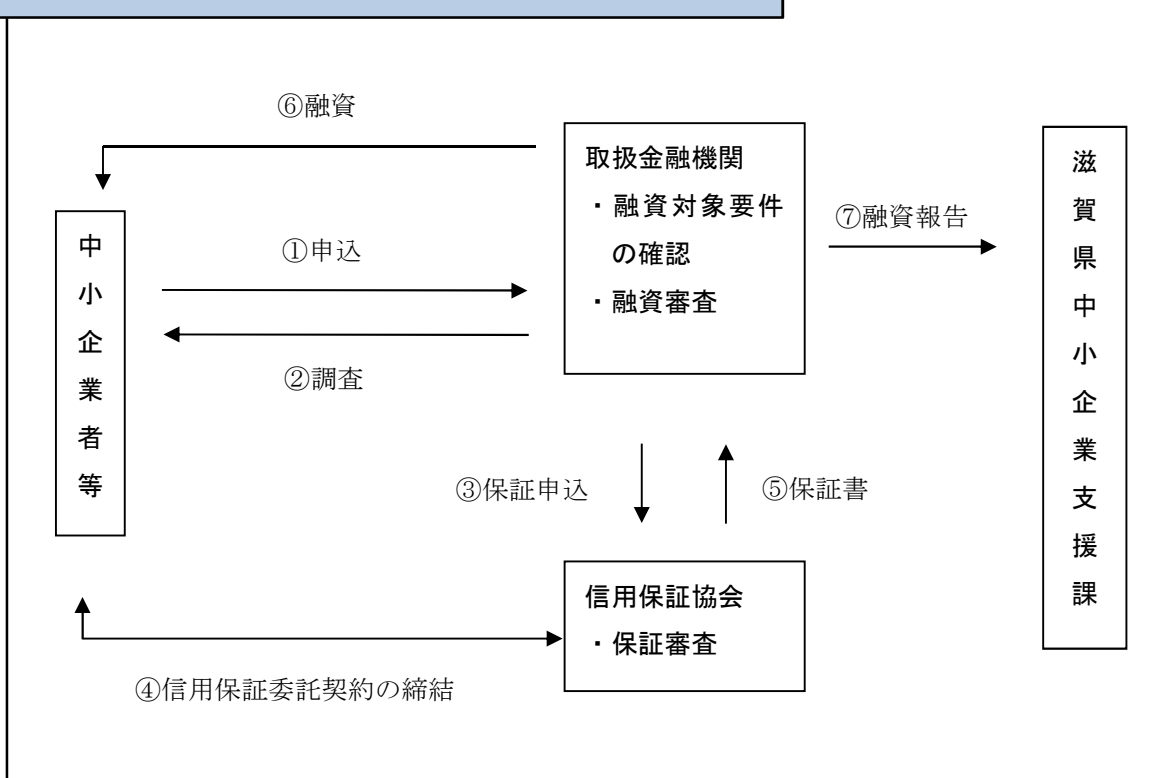 ⑥融資
取扱金融機関
・融資対象要件
の確認
・融資審査
滋賀県中小企業支援課
中小企業者等
①申込
⑦融資報告
②調査
③保証申込
⑤保証書
信用保証協会
・保証審査
④信用保証委託契約の締結